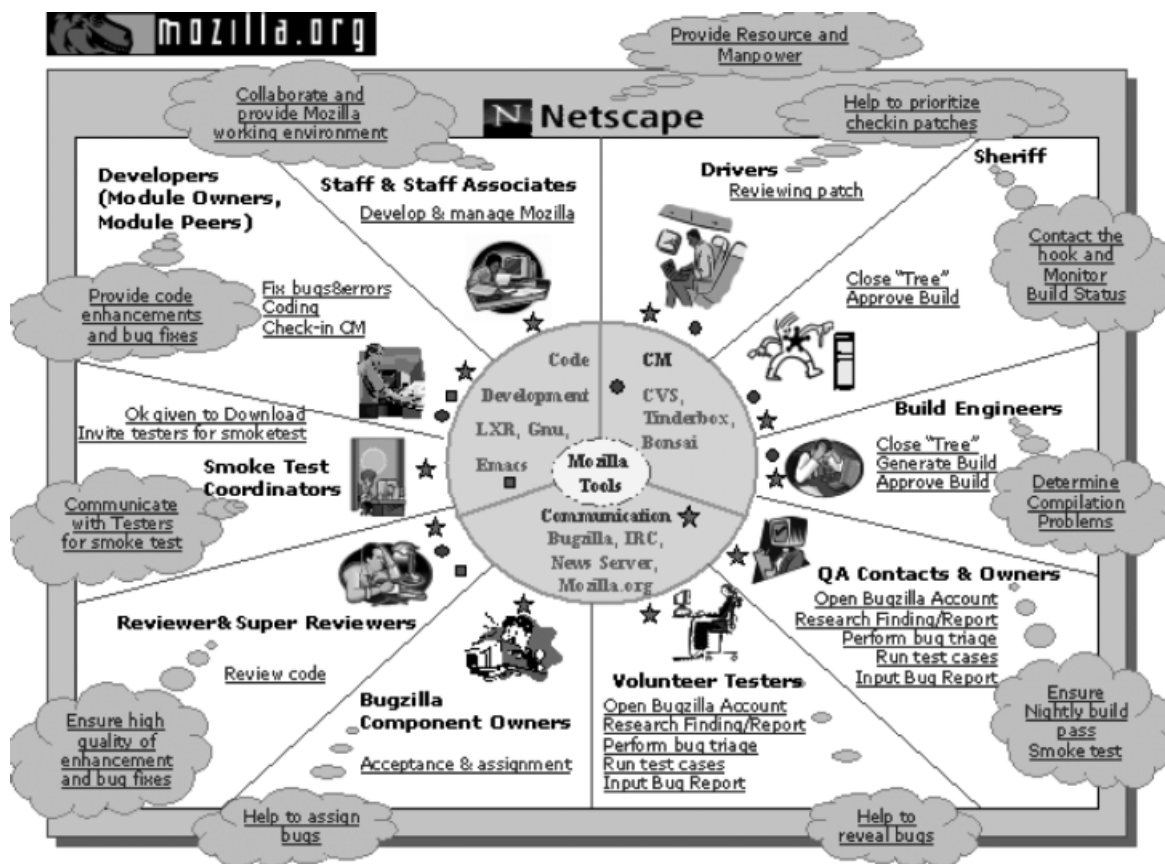 mozilla.org
Provide Resource and
Manpower
Collaborate and
provide Mozilla
working environment
N Netscape
Help to prioritize
checkin patches
Developers
(Module Owners,
Module Peers)
Staff & Staff Associates
Develop & manage Mozilla
Drivers
Reviewing patch
Sheriff
Contact the
hook and
Monitor
Build Status
Close "Tree"
Approve Build
Provide code
enhancements
and bug fixes
Fix bugs&errors
Coding
Check-in CM
Code
Development
LXR, Gnu,
Emacs
CM
CVS,
Tinderbox,
Bonsai
Mozilla
Tools
Communication
Bugzilla, IRC,
News Server,
Mozilla.org
Ok given to Download
Invite testers for smoketest
Smoke Test
Coordinators
Communicate
with Testers
for smoke test
Build Engineers
Close "Tree"
Generate Build
Approve Build
Determine
Compilation
Problems
QA Contacts & Owners
Open Bugzilla Account
Research Finding/Report
Perform bug triage
Run test cases
Input Bug Report
Ensure
Nightly build
pass
Smoke test
Reviewer& Super Reviewers
Review code
Ensure high
quality of
enhancement
and bug fixes
Bugzilla
Component Owners
Acceptance & assignment
Help to assign
bugs
Volunteer Testers
Open Bugzilla Account
Research Finding/Report
Perform bug triage
Run test cases
Input Bug Report
Help to
reveal bugs